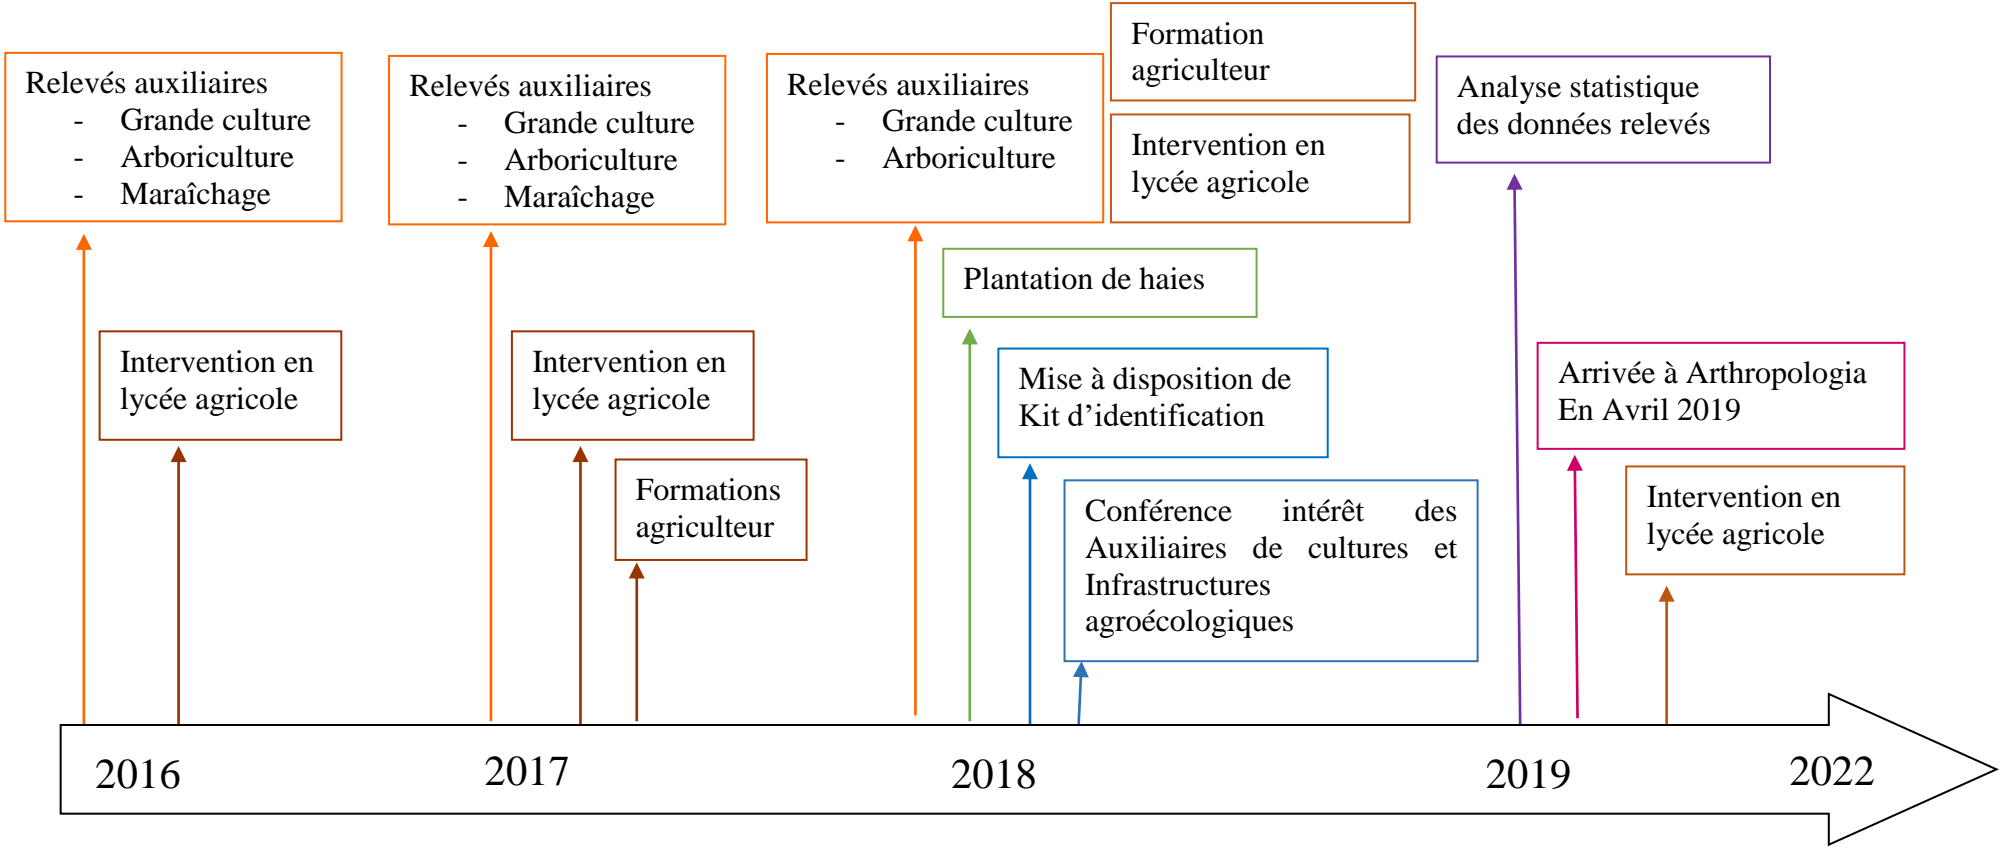 Relevés auxiliaires
- Grande culture
- Arboriculture
- Maraîchage
Intervention en
lycée agricole
Relevés auxiliaires
- Grande culture
- Arboriculture
- Maraîchage
Intervention en
lycée agricole
Formations
agriculteur
Relevés auxiliaires
- Grande culture
- Arboriculture
Formation
agriculteur
Intervention en
lycée agricole
Plantation de haies
Mise à disposition de
Kit d’identification
Conférence intérêt des
Auxiliaires de cultures et
Infrastructures
agroécologiques
Analyse statistique
des données relevés
Arrivée à Arthropologia
En Avril 2019
Intervention en
lycée agricole
2016 2017 2018 2019 2022